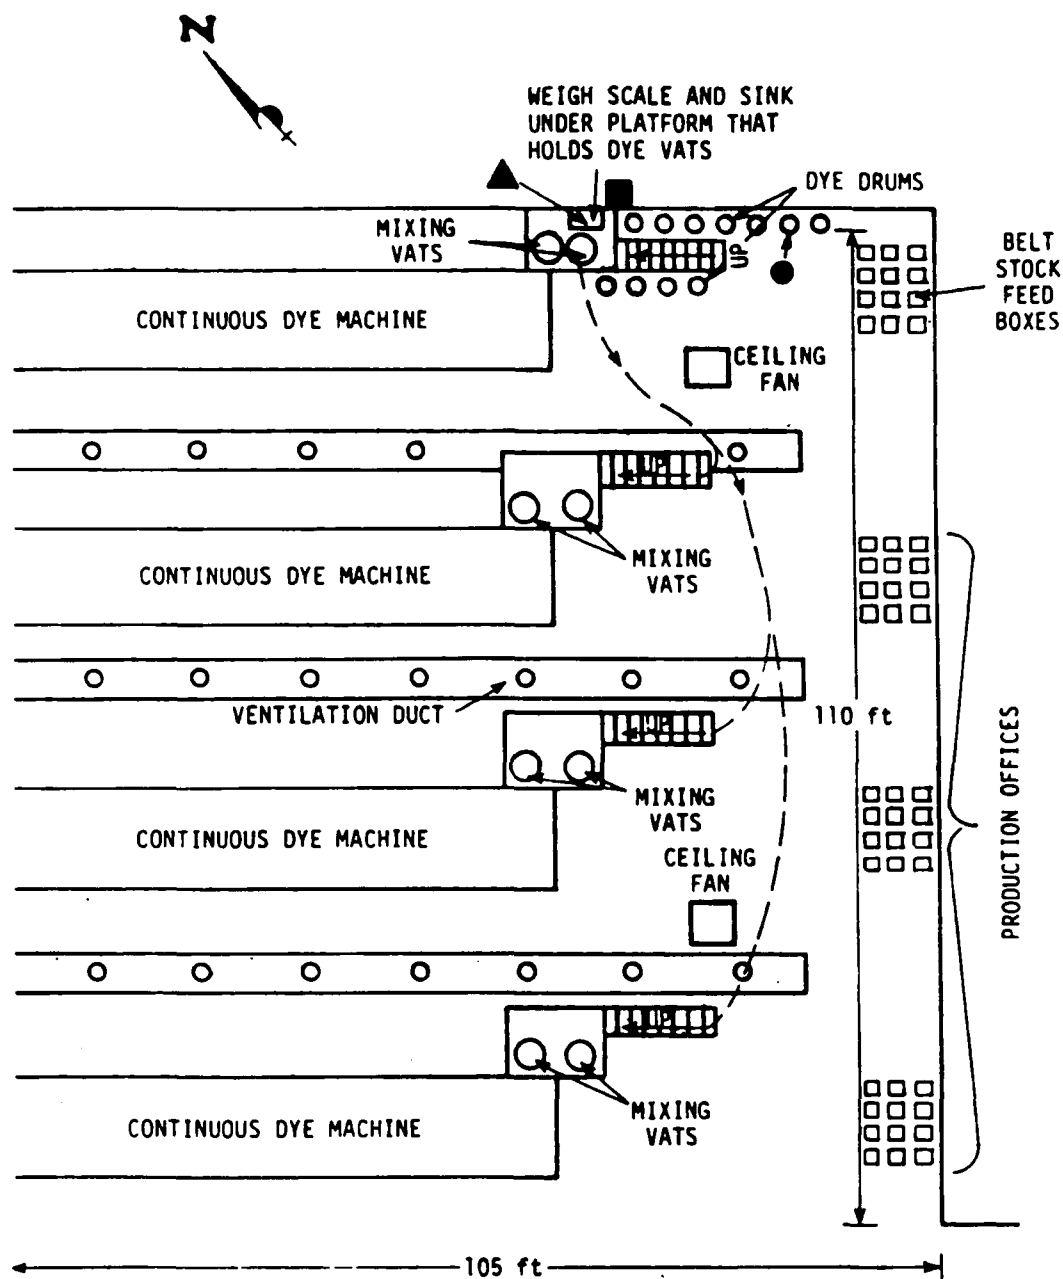 N
WEIGH SCALE AND SINK
UNDER PLATFORM THAT
HOLDS DYE VATS
DYE DRUMS
MIXING
VATS
UP
BELT
STOCK
FEED
BOXES
CONTINUOUS DYE MACHINE
CEILING
FAN
UP
MIXING
VATS
CONTINUOUS DYE MACHINE
VENTILATION DUCT
UP
110 ft
PRODUCTION OFFICES
MIXING
VATS
CONTINUOUS DYE MACHINE
CEILING
FAN
UP
MIXING
VATS
CONTINUOUS DYE MACHINE
105 ft